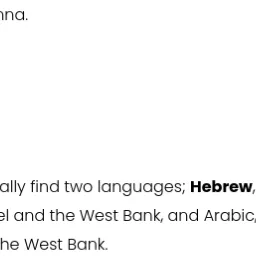 nna.
ally find two languages; Hebrew,
el and the West Bank, and Arabic,
he West Bank.